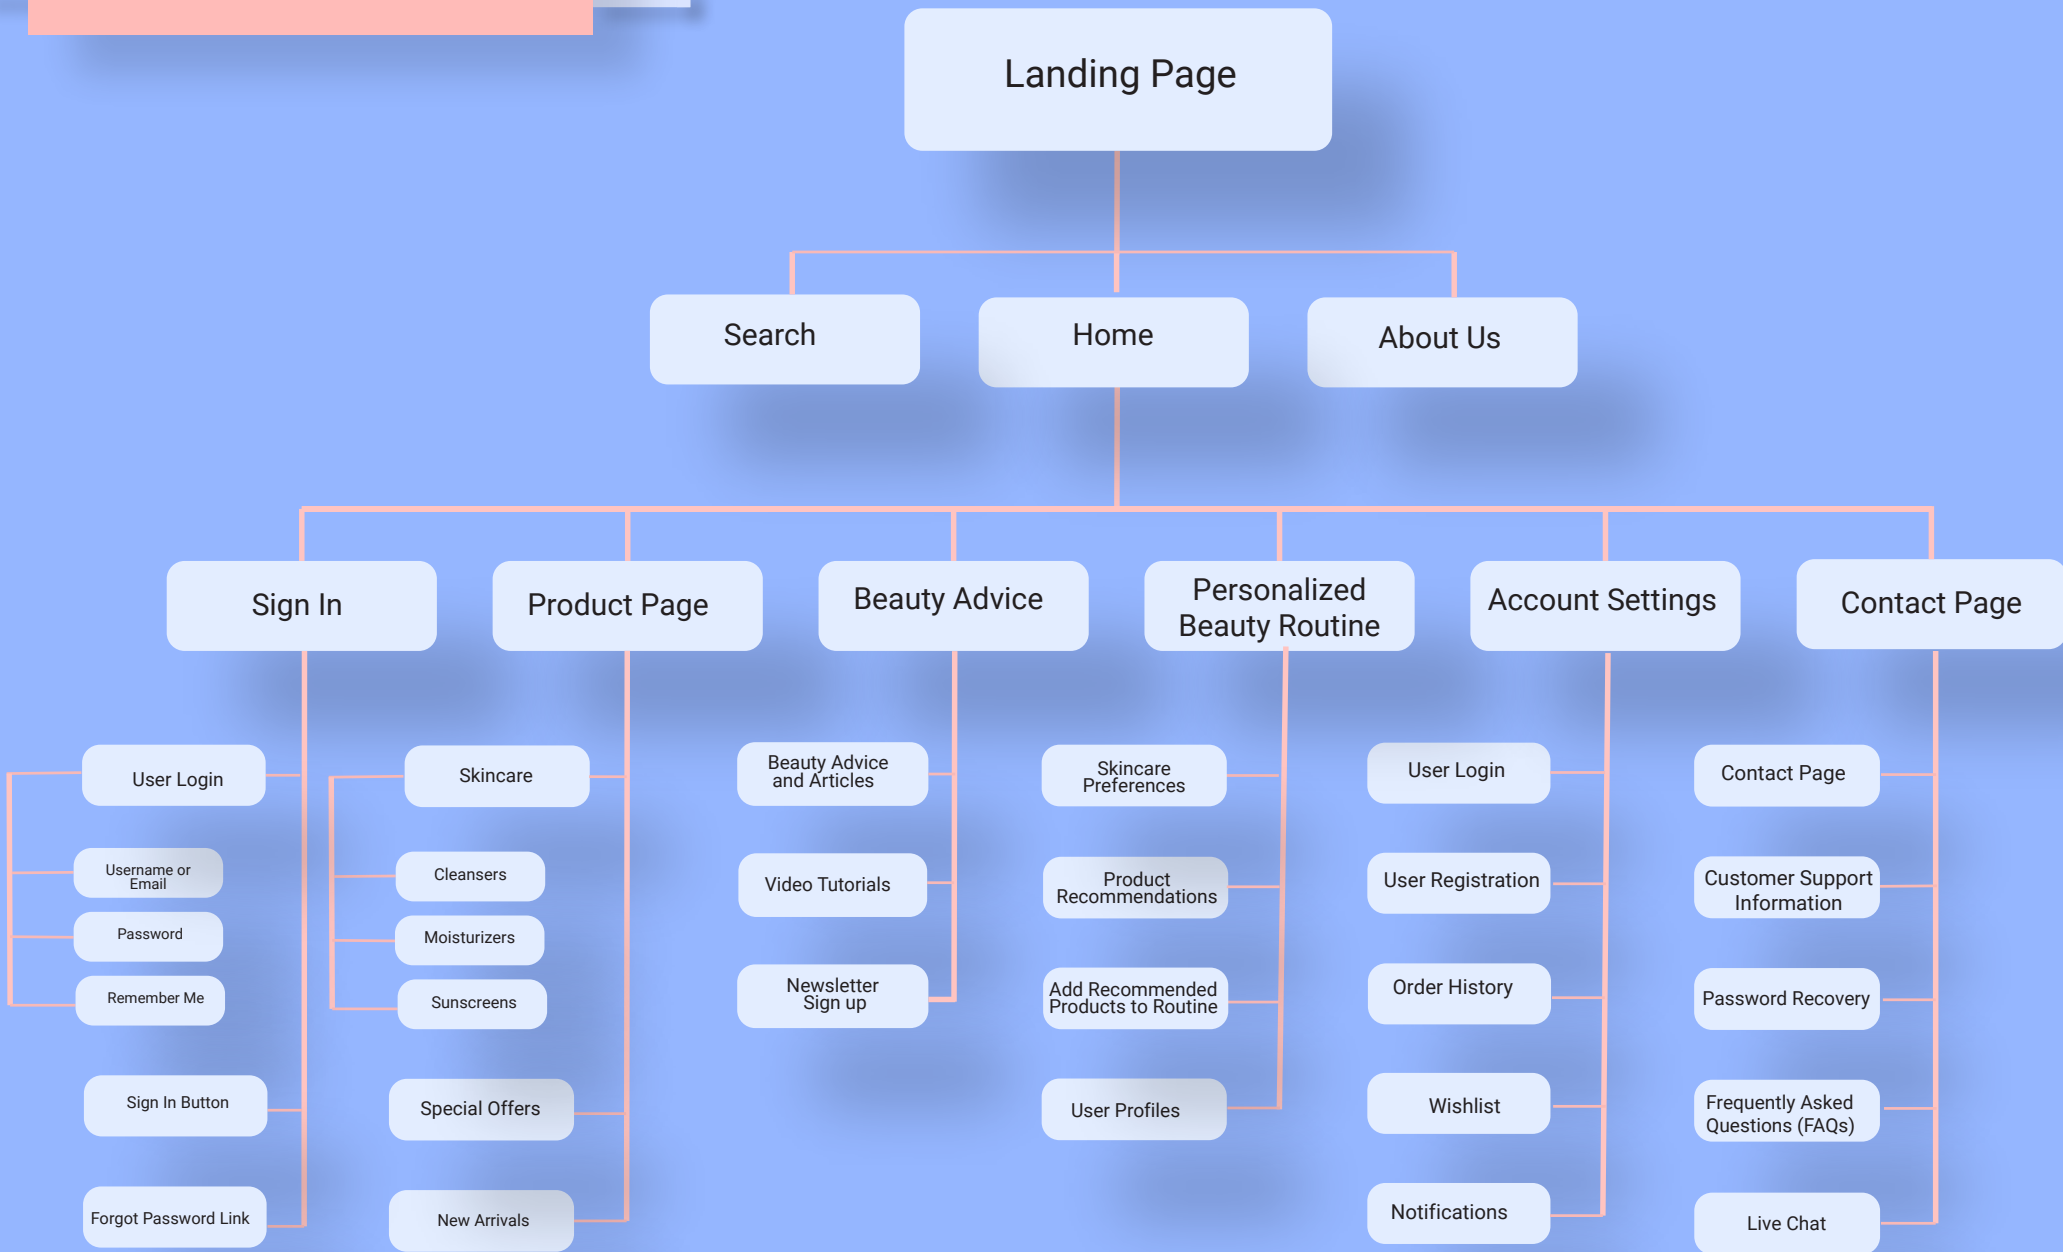 Landing Page
Search
Home
About Us
Sign In
Product Page
Beauty Advice
Personalized
Beauty Routine
Account Settings
Contact Page
User Login
Username or
Email
Password
Remember Me
Sign In Button
Forgot Password Link
Skincare
Cleansers
Moisturizers
Sunscreens
Special Offers
New Arrivals
Beauty Advice
and Articles
Video Tutorials
Newsletter
Sign up
Skincare
Preferences
Product
Recommendations
Add Recommended
Products to Routine
User Profiles
User Login
User Registration
Order History
Wishlist
Notifications
Contact Page
Customer Support
Information
Password Recovery
Frequently Asked
Questions (FAQs)
Live Chat